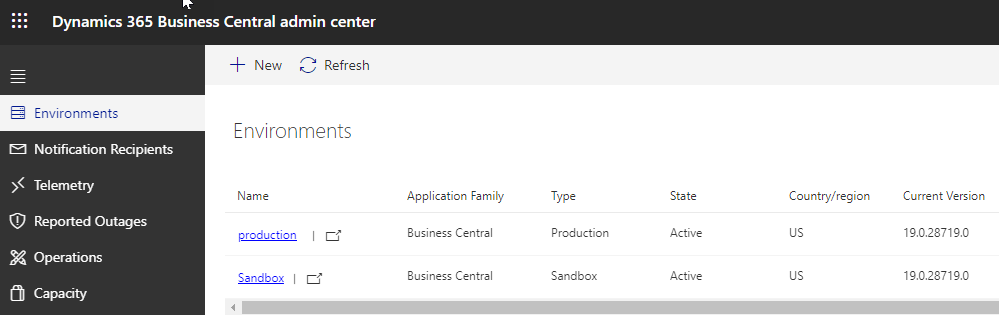 Dynamics 365 Business Central admin center
New Refresh
Environments
Notification Recipients
Telemetry
Reported Outages
Operations
Capacity
Environments
Name Application Family Type State Country/region Current Version
production | Business Central Production Active US 19.0.28719.0
Sandbox | Business Central Sandbox Active US 19.0.28719.0